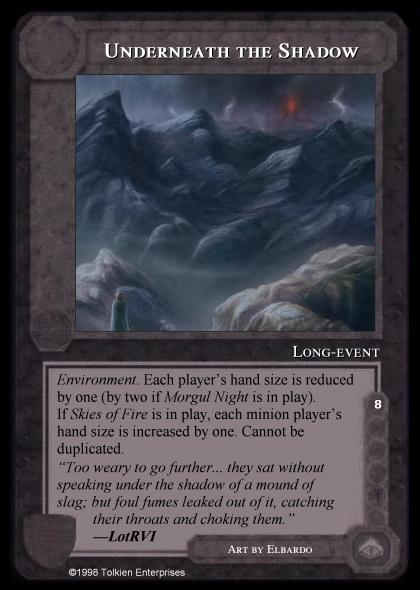 UNDERNEATH THE SHADOW
LONG-EVENT
Environment. Each player's hand size is reduced
by one (by two if Morgul Night is in play).
If Skies of Fire is in play, each minion player's
hand size is increased by one. Cannot be
duplicated.
8
“Too weary to go further... they sat without
speaking under the shadow of a mound of
slag; but foul fumes leaked out of it, catching
their throats and choking them.”
—LotRVI
ART BY ELBARDO
©1998 Tolkien Enterprises